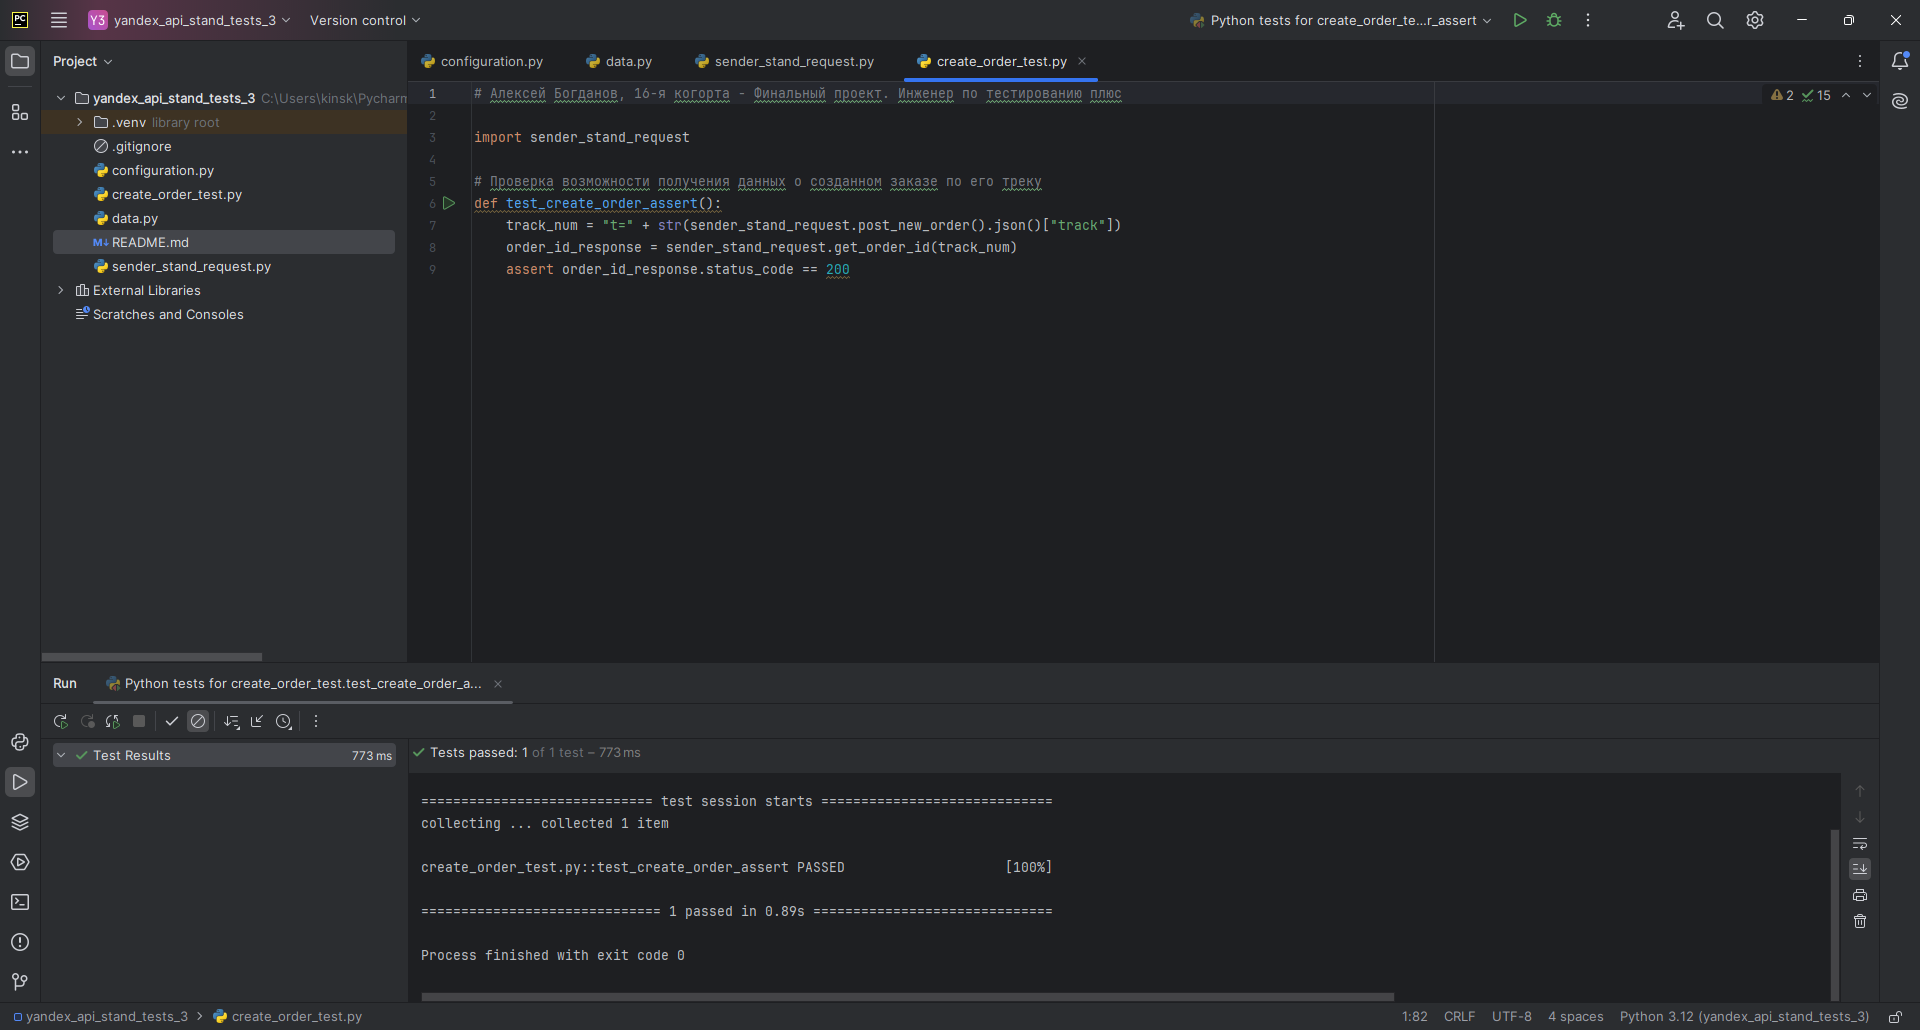 PC
Y3 yandex_api_stand_tests_3 Version control Python tests for create_order_te...r_assert
Project
configuration.py data.py sender_stand_request.py create_order_test.py
yandex_api_stand_tests_3 C:\Users\kinsk\Pycharm
.venv library root
.gitignore
configuration.py
create_order_test.py
data.py
M↓ README.md
sender_stand_request.py
External Libraries
Scratches and Consoles
1 # Алексей Богданов, 16-я когорта - Финальный проект. Инженер по тестированию плюс
2 15
2
3 import sender_stand_request
4
5 # Проверка возможности получения данных о созданном заказе по его треку
6 def test_create_order_assert():
7 track_num = "t=" + str(sender_stand_request.post_new_order().json()["track"])
8 order_id_response = sender_stand_request.get_order_id(track_num)
9 assert order_id_response.status_code == 200
Run Python tests for create_order_test.test_create_order_a...
Test Results 773 ms
Tests passed: 1 of 1 test – 773 ms
============================= test session starts =============================
collecting ... collected 1 item
create_order_test.py::test_create_order_assert PASSED [100%]
============================== 1 passed in 0.89s ==============================
Process finished with exit code 0
yandex_api_stand_tests_3 > create_order_test.py 1:82 CRLF UTF-8 4 spaces Python 3.12 (yandex_api_stand_tests_3)